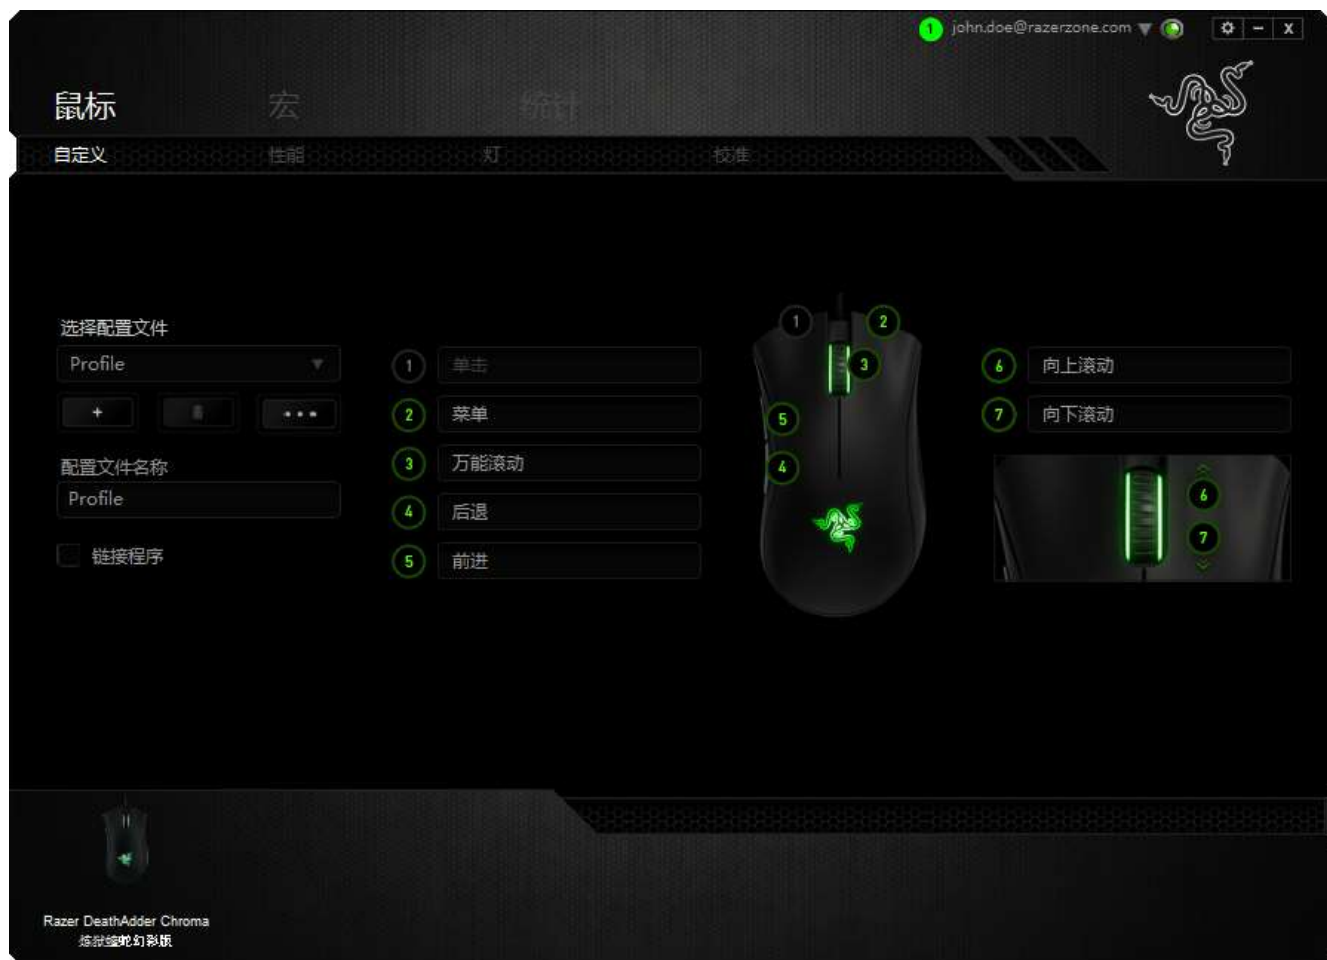 1 john.doe@razerzone.com
x
鼠标 宏 统计
自定义 性能 灯 校准
选择配置文件
Profile
配置文件名称
Profile
链接程序
1 单击
2 菜单
3 万能滚动
4 后退
5 前进
1 2
3
5
4
6 向上滚动
7 向下滚动
6
7
Razer DeathAdder Chroma
炼狱蝰蛇幻彩版